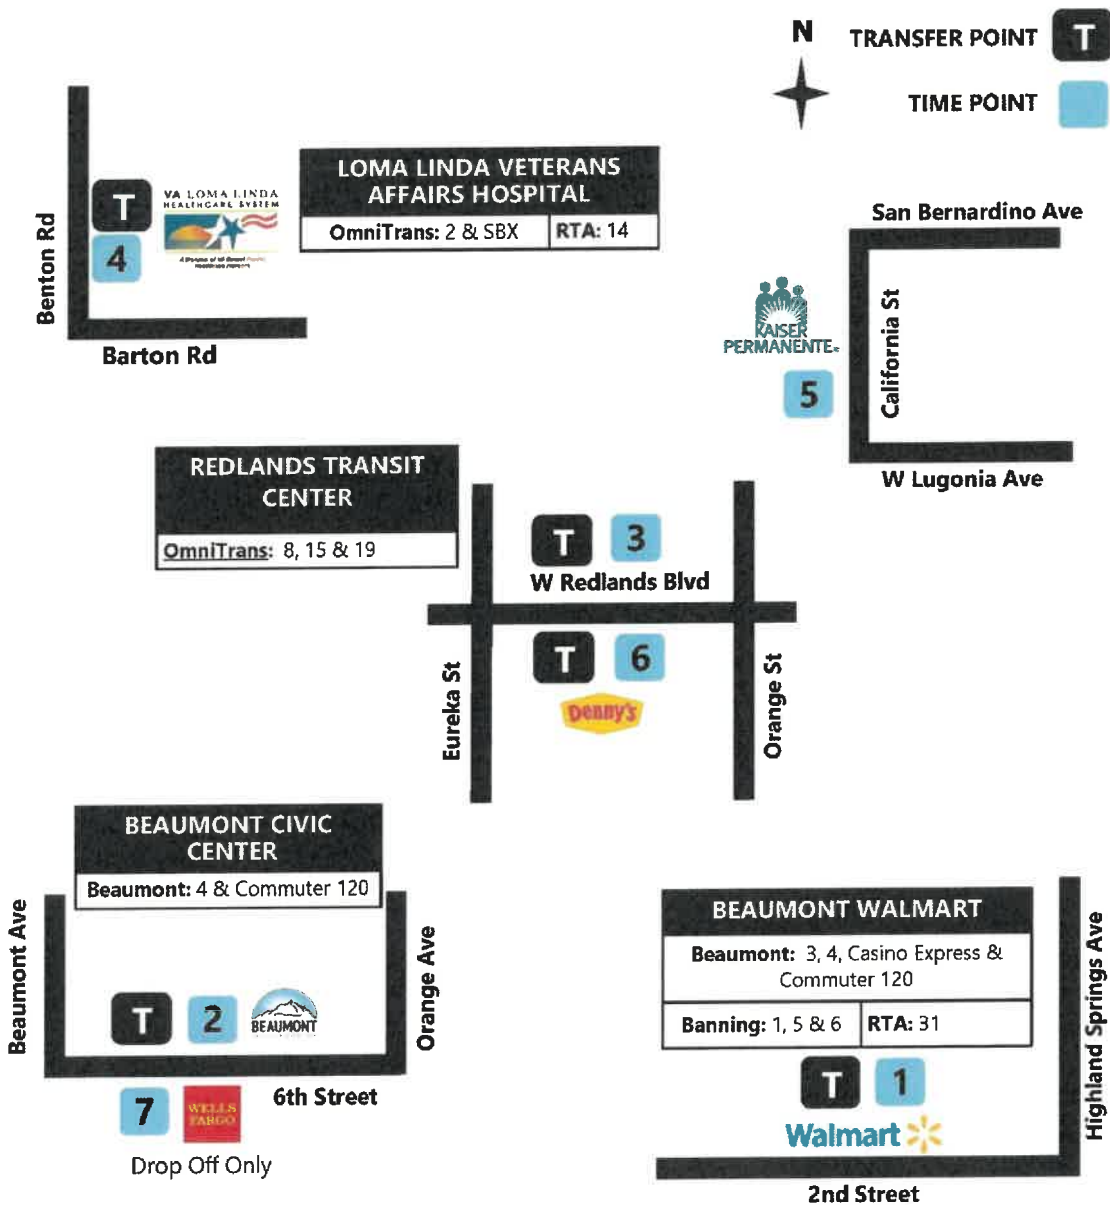 N
TRANSFER POINT T
TIME POINT
LOMA LINDA VETERANS
AFFAIRS HOSPITAL
OmniTrans: 2 & SBX RTA: 14
T
4
VA LOMA LINDA
HEALTHCARE SYSTEM
Benton Rd
Barton Rd
San Bernardino Ave
California St
KAISER
PERMANENTE
5
W Lugonia Ave
REDLANDS TRANSIT
CENTER
OmniTrans: 8, 15 & 19
T 3
W Redlands Blvd
T 6
Denny's
Eureka St
Orange St
BEAUMONT CIVIC
CENTER
Beaumont: 4 & Commuter 120
Beaumont Ave
Orange Ave
T 2
BEAUMONT
6th Street
7
WELLS
FARGO
Drop Off Only
BEAUMONT WALMART
Beaumont: 3, 4, Casino Express &
Commuter 120
Banning: 1, 5 & 6 RTA: 31
T 1
Walmart
Highland Springs Ave
2nd Street